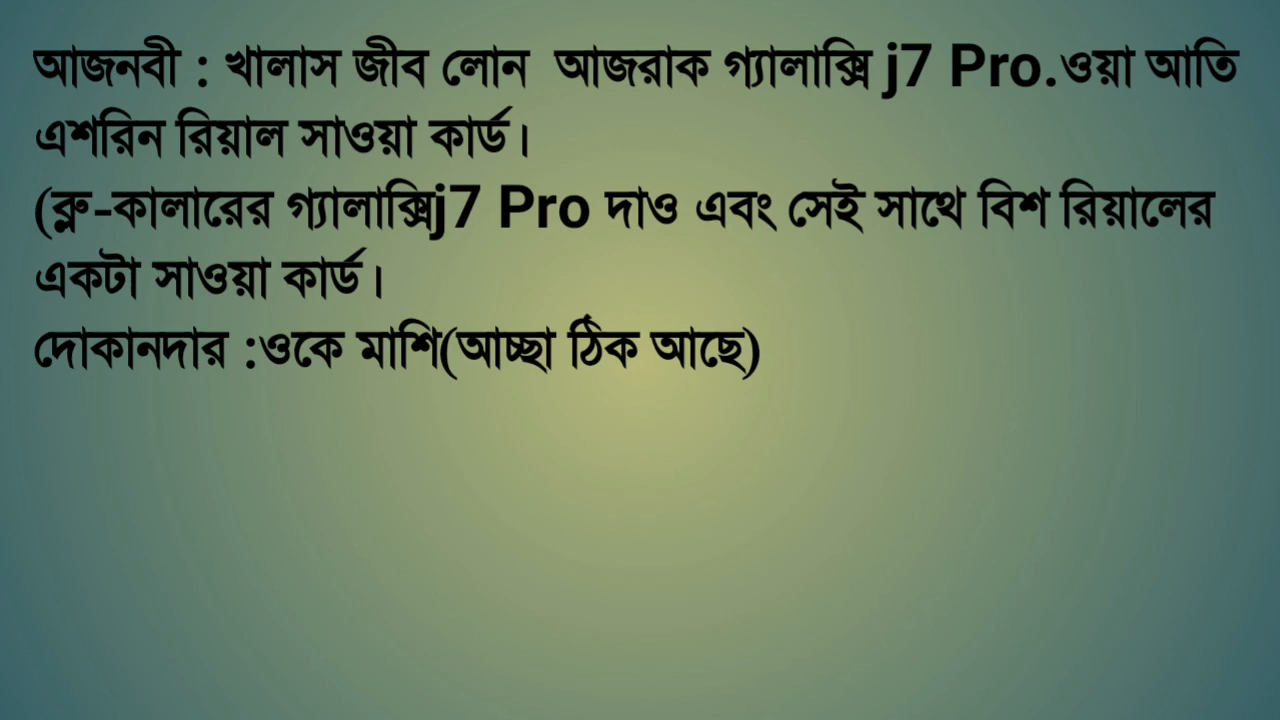 আজনবী : খালাস জীব লোন আজরাক গ্যালাক্সি j7 Pro.ওয়া আতি
এশরিন রিয়াল সাওয়া কার্ড।
(ব্লু-কালারের গ্যালাক্সিj7 Pro দাও এবং সেই সাথে বিশ রিয়ালের
একটা সাওয়া কার্ড।
দোকানদার :ওকে মাশি(আচ্ছা ঠিক আছে)